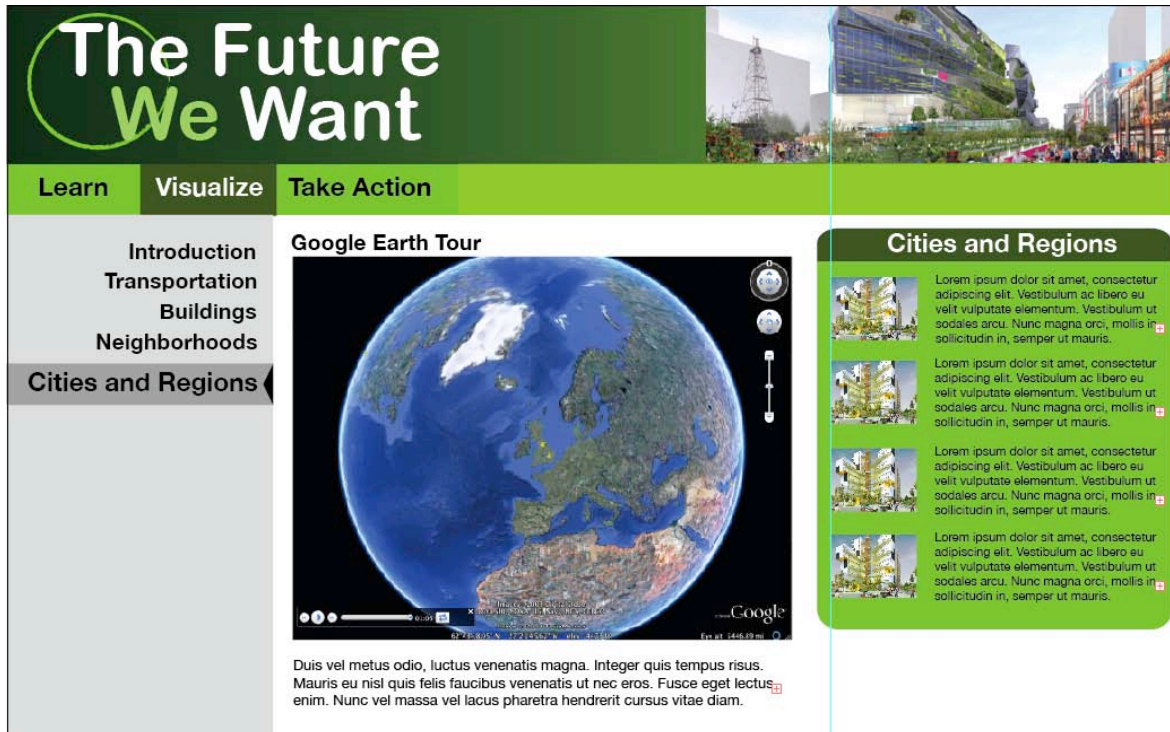 The Future
We Want
Learn Visualize Take Action
Introduction
Transportation
Buildings
Neighborhoods
Cities and Regions
Google Earth Tour
Google
Duis vel metus odio, luctus venenatis magna. Integer quis tempus risus.
Mauris eu nisl quis felis faucibus venenatis ut nec eros. Fusce eget lectus
enim. Nunc vel massa vel lacus pharetra hendrerit cursus vitae diam.
Cities and Regions
Lorem ipsum dolor sit amet, consectetur
adipiscing elit. Vestibulum ac libero eu
velit vulputate elementum. Vestibulum ut
sodales arcu. Nunc magna orci, mollis in
sollicitudin in, semper ut mauris.
Lorem ipsum dolor sit amet, consectetur
adipiscing elit. Vestibulum ac libero eu
velit vulputate elementum. Vestibulum ut
sodales arcu. Nunc magna orci, mollis in
sollicitudin in, semper ut mauris.
Lorem ipsum dolor sit amet, consectetur
adipiscing elit. Vestibulum ac libero eu
velit vulputate elementum. Vestibulum ut
sodales arcu. Nunc magna orci, mollis in
sollicitudin in, semper ut mauris.
Lorem ipsum dolor sit amet, consectetur
adipiscing elit. Vestibulum ac libero eu
velit vulputate elementum. Vestibulum ut
sodales arcu. Nunc magna orci, mollis in
sollicitudin in, semper ut mauris.